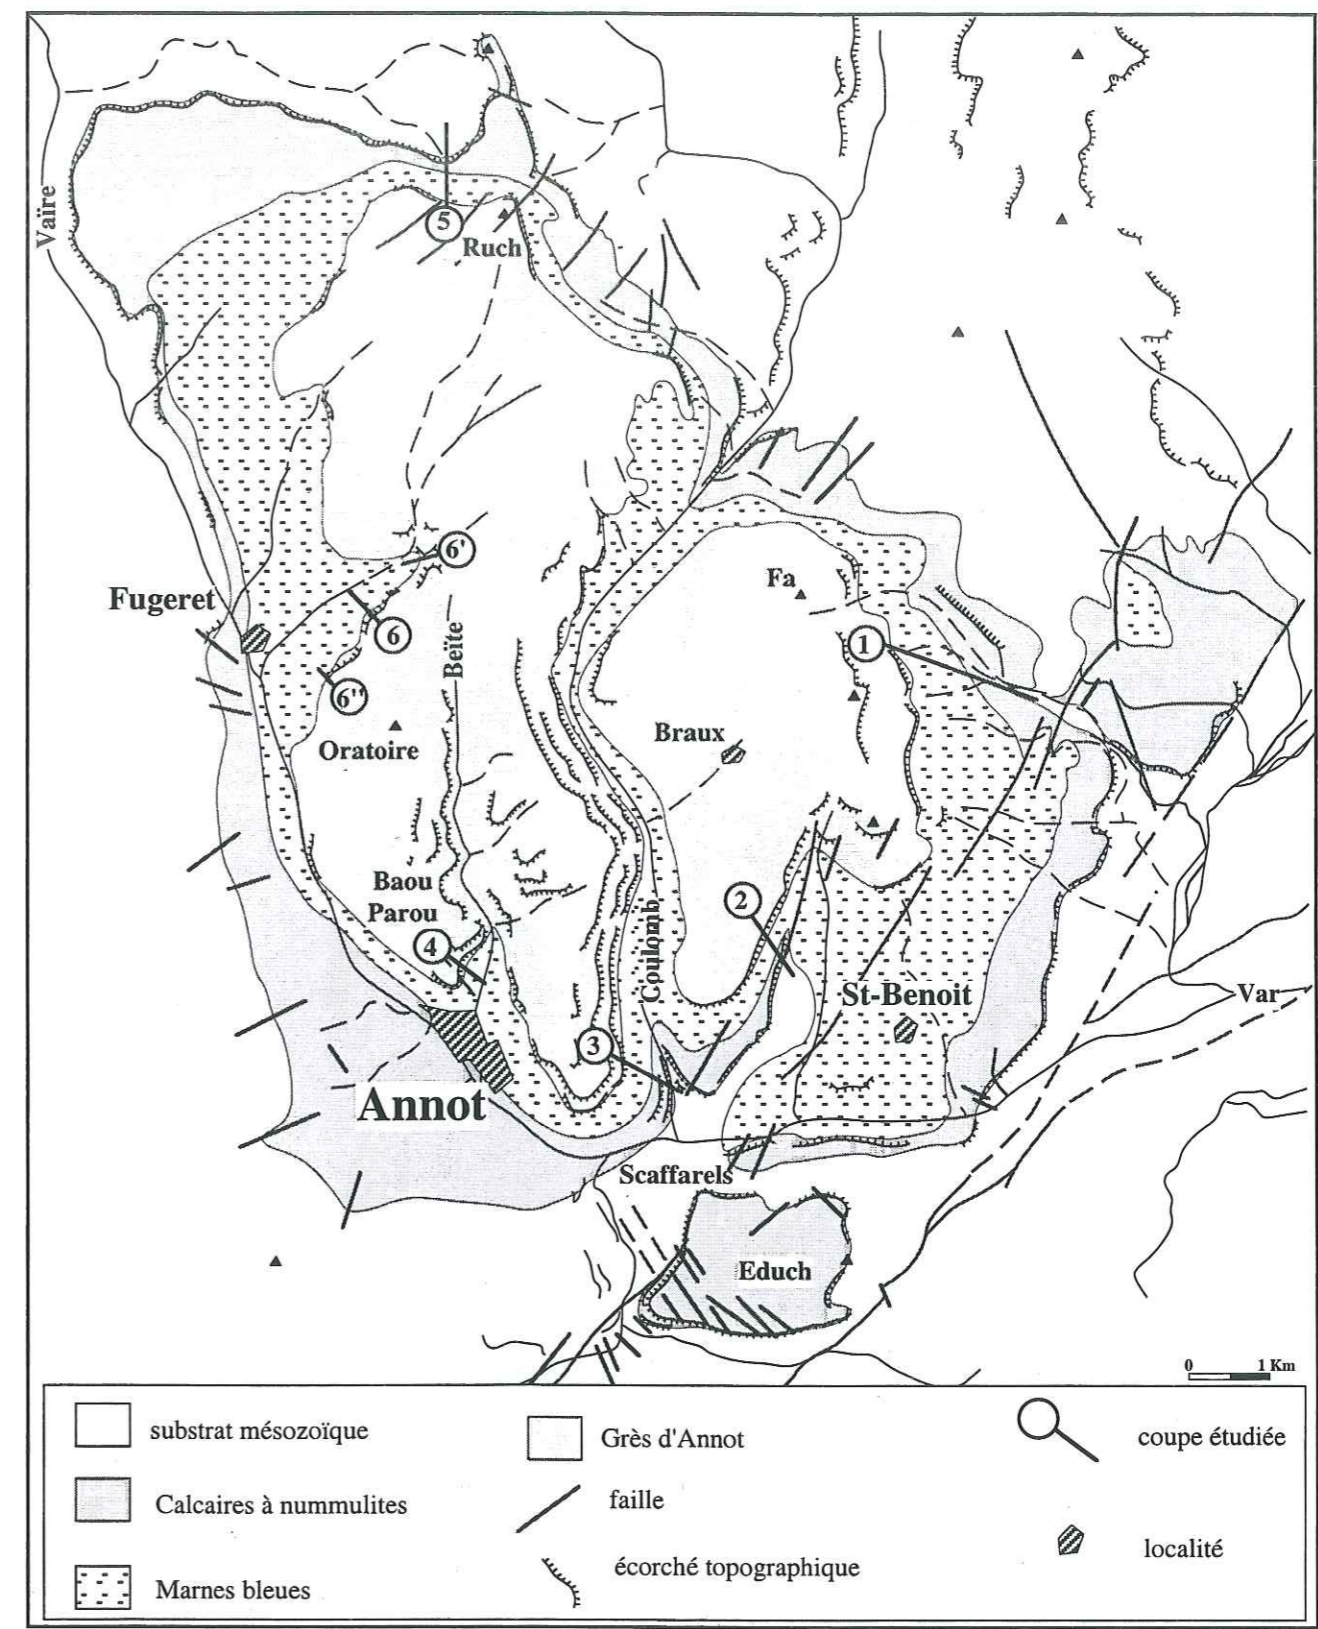 Vaïre
5
Ruch
6'
Fugeret
Fa
6
1
Beïte
6''
Oratoire
Braux
Baou
Parou
2
4
Coulomb
St-Benoit
Var
3
Annot
Scaffarels
Educh
0 1 Km
substrat mésozoïque
Grès d'Annot
coupe étudiée
Calcaires à nummulites
faille
localité
écorché topographique
Marnes bleues